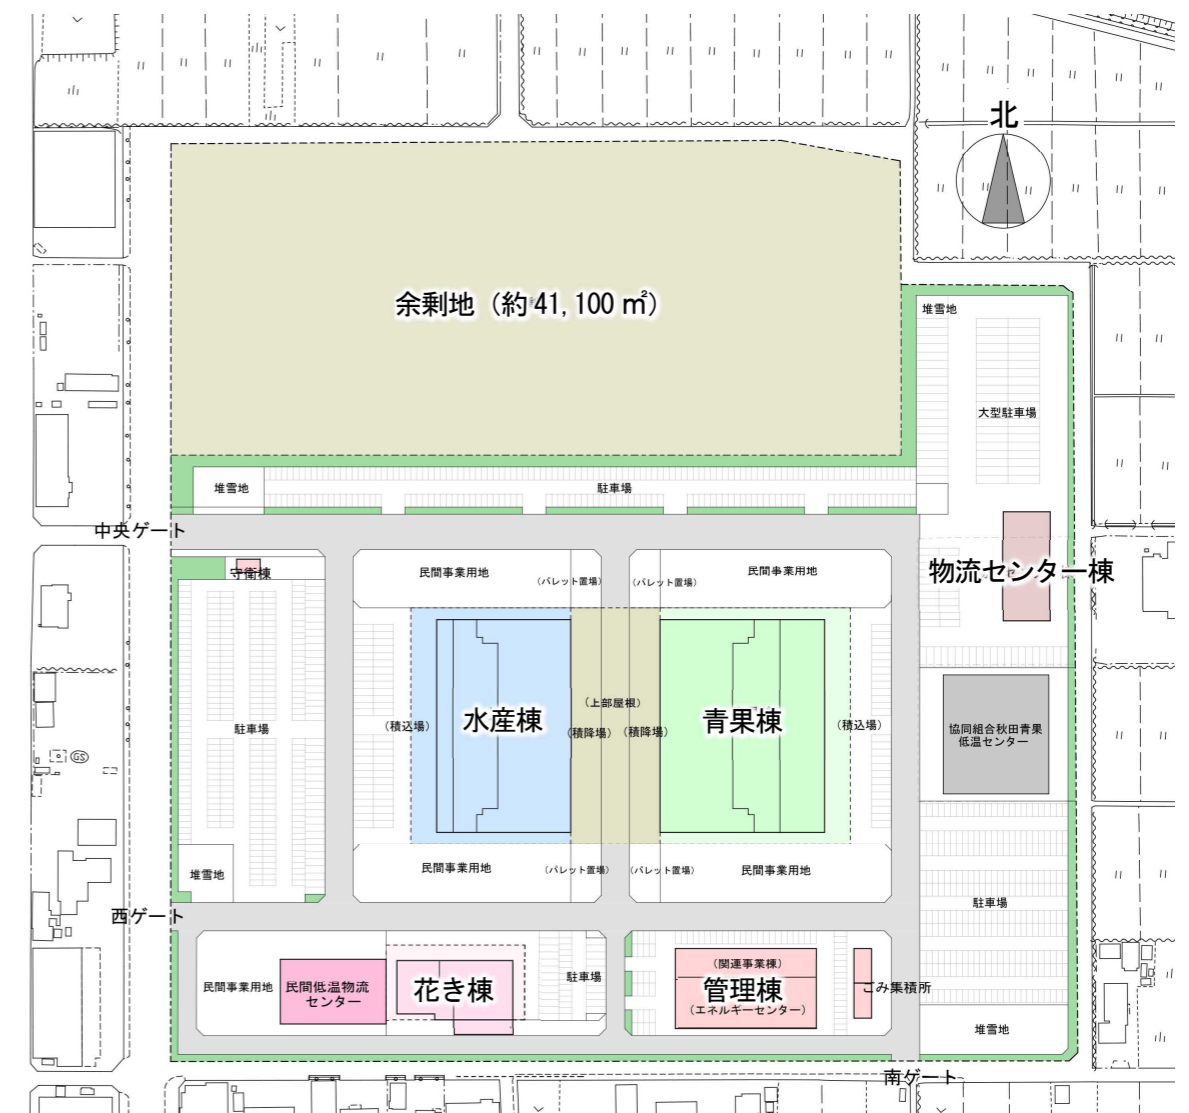 北
余剰地（約41,100㎡）
堆雪地
大型駐車場
堆雪地
駐車場
中央ゲート
守衛棟
民間事業用地
（パレット置場）
（パレット置場）
民間事業用地
物流センター棟
（上部屋根）
駐車場
（積込場）
水産棟
（積降場）
（積降場）
青果棟
（積込場）
協同組合秋田青果
低温センター
民間事業用地
（パレット置場）
（パレット置場）
民間事業用地
堆雪地
駐車場
西ゲート
民間事業用地
民間低温物流
センター
花き棟
駐車場
（関連事業棟）
管理棟
（エネルギーセンター）
ごみ集積所
堆雪地
南ゲート